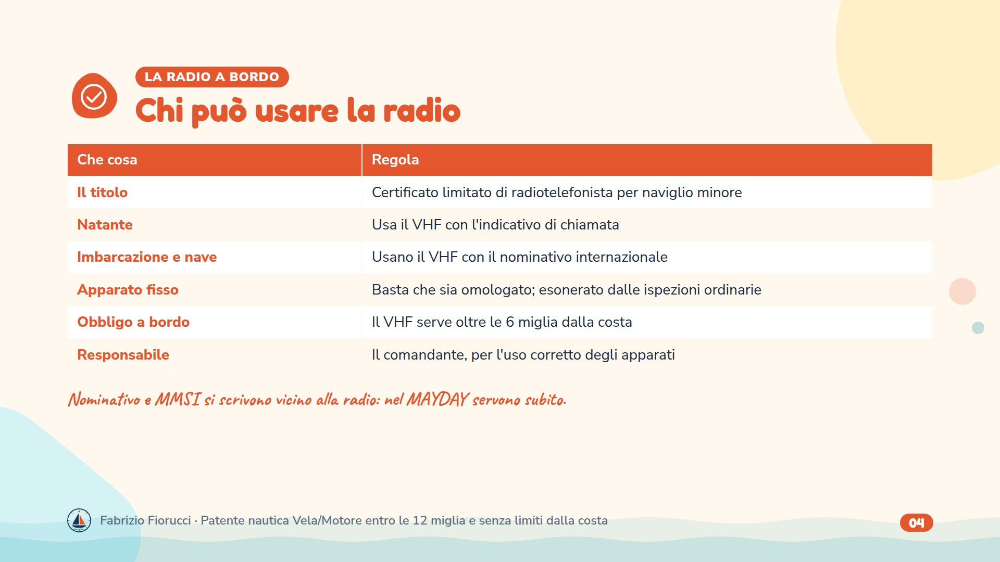 LA RADIO A BORDO
Chi può usare la radio
Che cosa Regola
Il titolo Certificato limitato di radiotelefonista per naviglio minore
Natante Usa il VHF con l'indicativo di chiamata
Imbarcazione e nave Usano il VHF con il nominativo internazionale
Apparato fisso Basta che sia omologato; esonerato dalle ispezioni ordinarie
Obbligo a bordo Il VHF serve oltre le 6 miglia dalla costa
Responsabile Il comandante, per l'uso corretto degli apparati
Nominativo e MMSI si scrivono vicino alla radio: nel MAYDAY servono subito.
Fabrizio Fiorucci · Patente nautica Vela/Motore entro le 12 miglia e senza limiti dalla costa
04